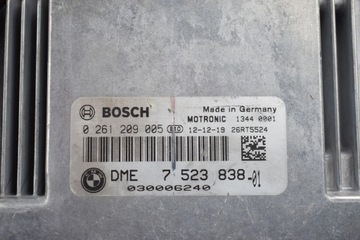 BOSCH
Made in Germany
MOTRONIC 1344 0001
0 261 209 005 ETC 12-12-19 26RT5524
DME 7 523 838-01
030006240